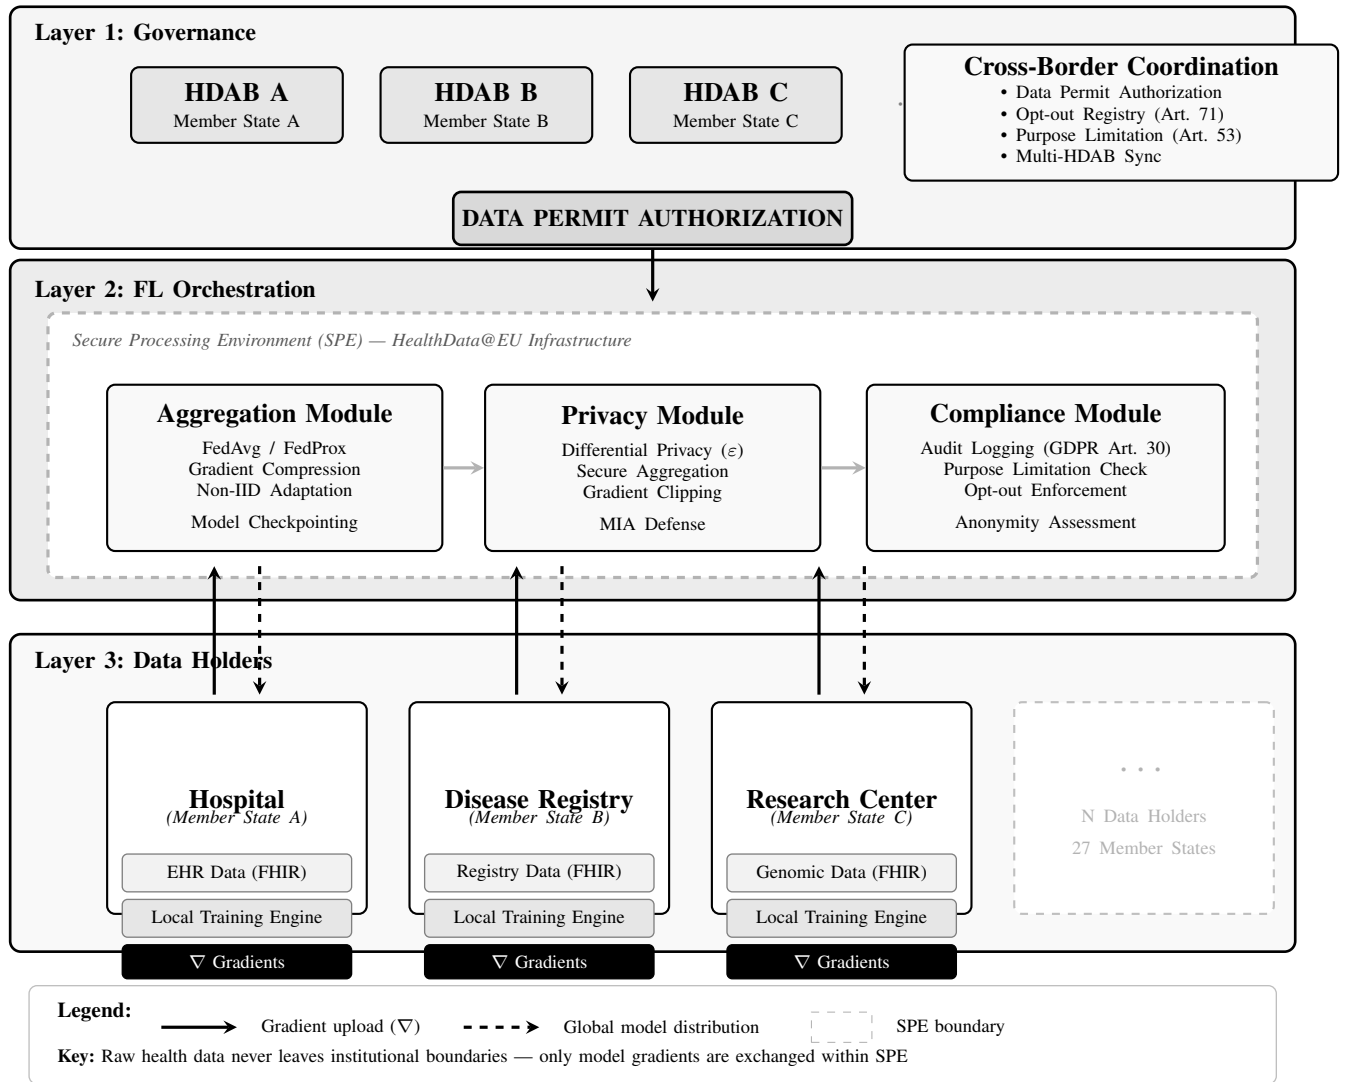 Layer 1: Governance
HDAB A
Member State A
HDAB B
Member State B
HDAB C
Member State C
Cross-Border Coordination
• Data Permit Authorization
• Opt-out Registry (Art. 71)
• Purpose Limitation (Art. 53)
• Multi-HDAB Sync
DATA PERMIT AUTHORIZATION
Layer 2: FL Orchestration
Secure Processing Environment (SPE) — HealthData@EU Infrastructure
Aggregation Module
FedAvg / FedProx
Gradient Compression
Non-IID Adaptation
Model Checkpointing
Privacy Module
Differential Privacy (ε)
Secure Aggregation
Gradient Clipping
MIA Defense
Compliance Module
Audit Logging (GDPR Art. 30)
Purpose Limitation Check
Opt-out Enforcement
Anonymity Assessment
Layer 3: Data Holders
Hospital
(Member State A)
EHR Data (FHIR)
Local Training Engine
∇ Gradients
Disease Registry
(Member State B)
Registry Data (FHIR)
Local Training Engine
∇ Gradients
Research Center
(Member State C)
Genomic Data (FHIR)
Local Training Engine
∇ Gradients
. . .
N Data Holders
27 Member States
Legend:
Gradient upload (∇)
Global model distribution
SPE boundary
Key: Raw health data never leaves institutional boundaries — only model gradients are exchanged within SPE